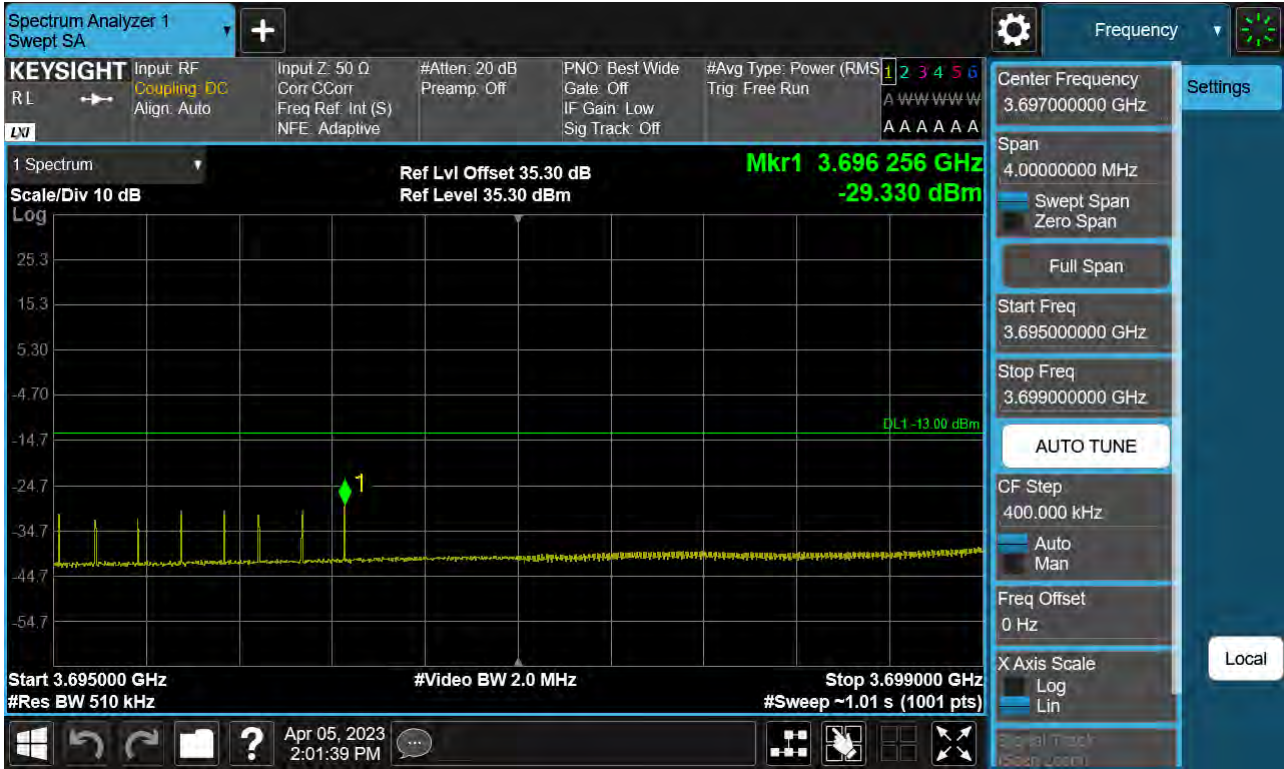 Spectrum Analyzer 1
Swept SA
Frequency
KEYSIGHT
RL
LXI
Input: RF
Coupling: DC
Align: Auto
Input Z: 50 Ω
Corr CCorr
Freq Ref: Int (S)
NFE: Adaptive
#Atten: 20 dB
Preamp: Off
PNO: Best Wide
Gate: Off
IF Gain: Low
Sig Track: Off
#Avg Type: Power (RMS
Trig: Free Run
1 2 3 4 5 6
A W W W W W
A A A A A A
1 Spectrum
Scale/Div 10 dB
Log
Ref Lvl Offset 35.30 dB
Ref Level 35.30 dBm
Mkr1 3.696 256 GHz
-29.330 dBm
25.3
15.3
5.30
-4.70
-14.7
-24.7
-34.7
-44.7
-54.7
DL1 -13.00 dBm
1
Start 3.695000 GHz
#Res BW 510 kHz
#Video BW 2.0 MHz
Stop 3.699000 GHz
#Sweep ~1.01 s (1001 pts)
Apr 05, 2023
2:01:39 PM
Center Frequency
3.697000000 GHz
Span
4.00000000 MHz
Swept Span
Zero Span
Full Span
Start Freq
3.695000000 GHz
Stop Freq
3.699000000 GHz
AUTO TUNE
CF Step
400.000 kHz
Auto
Man
Freq Offset
0 Hz
X Axis Scale
Log
Lin
Signal Track
(Span Zoom)
Settings
Local